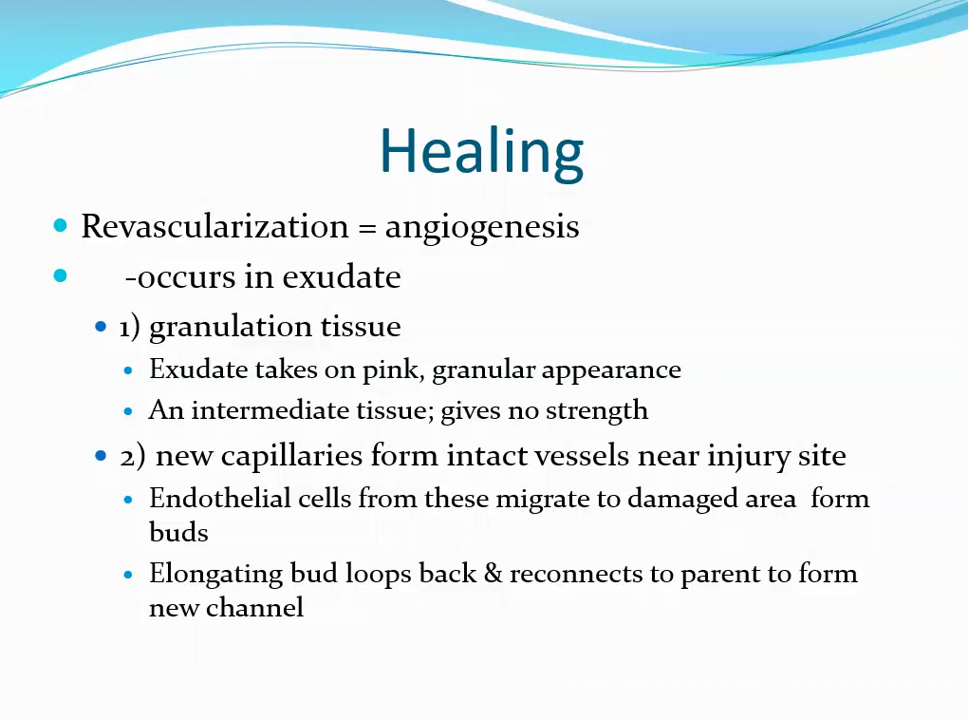 Healing
Revascularization = angiogenesis
-occurs in exudate
1) granulation tissue
Exudate takes on pink, granular appearance
An intermediate tissue; gives no strength
2) new capillaries form intact vessels near injury site
Endothelial cells from these migrate to damaged area form
buds
Elongating bud loops back & reconnects to parent to form
new channel